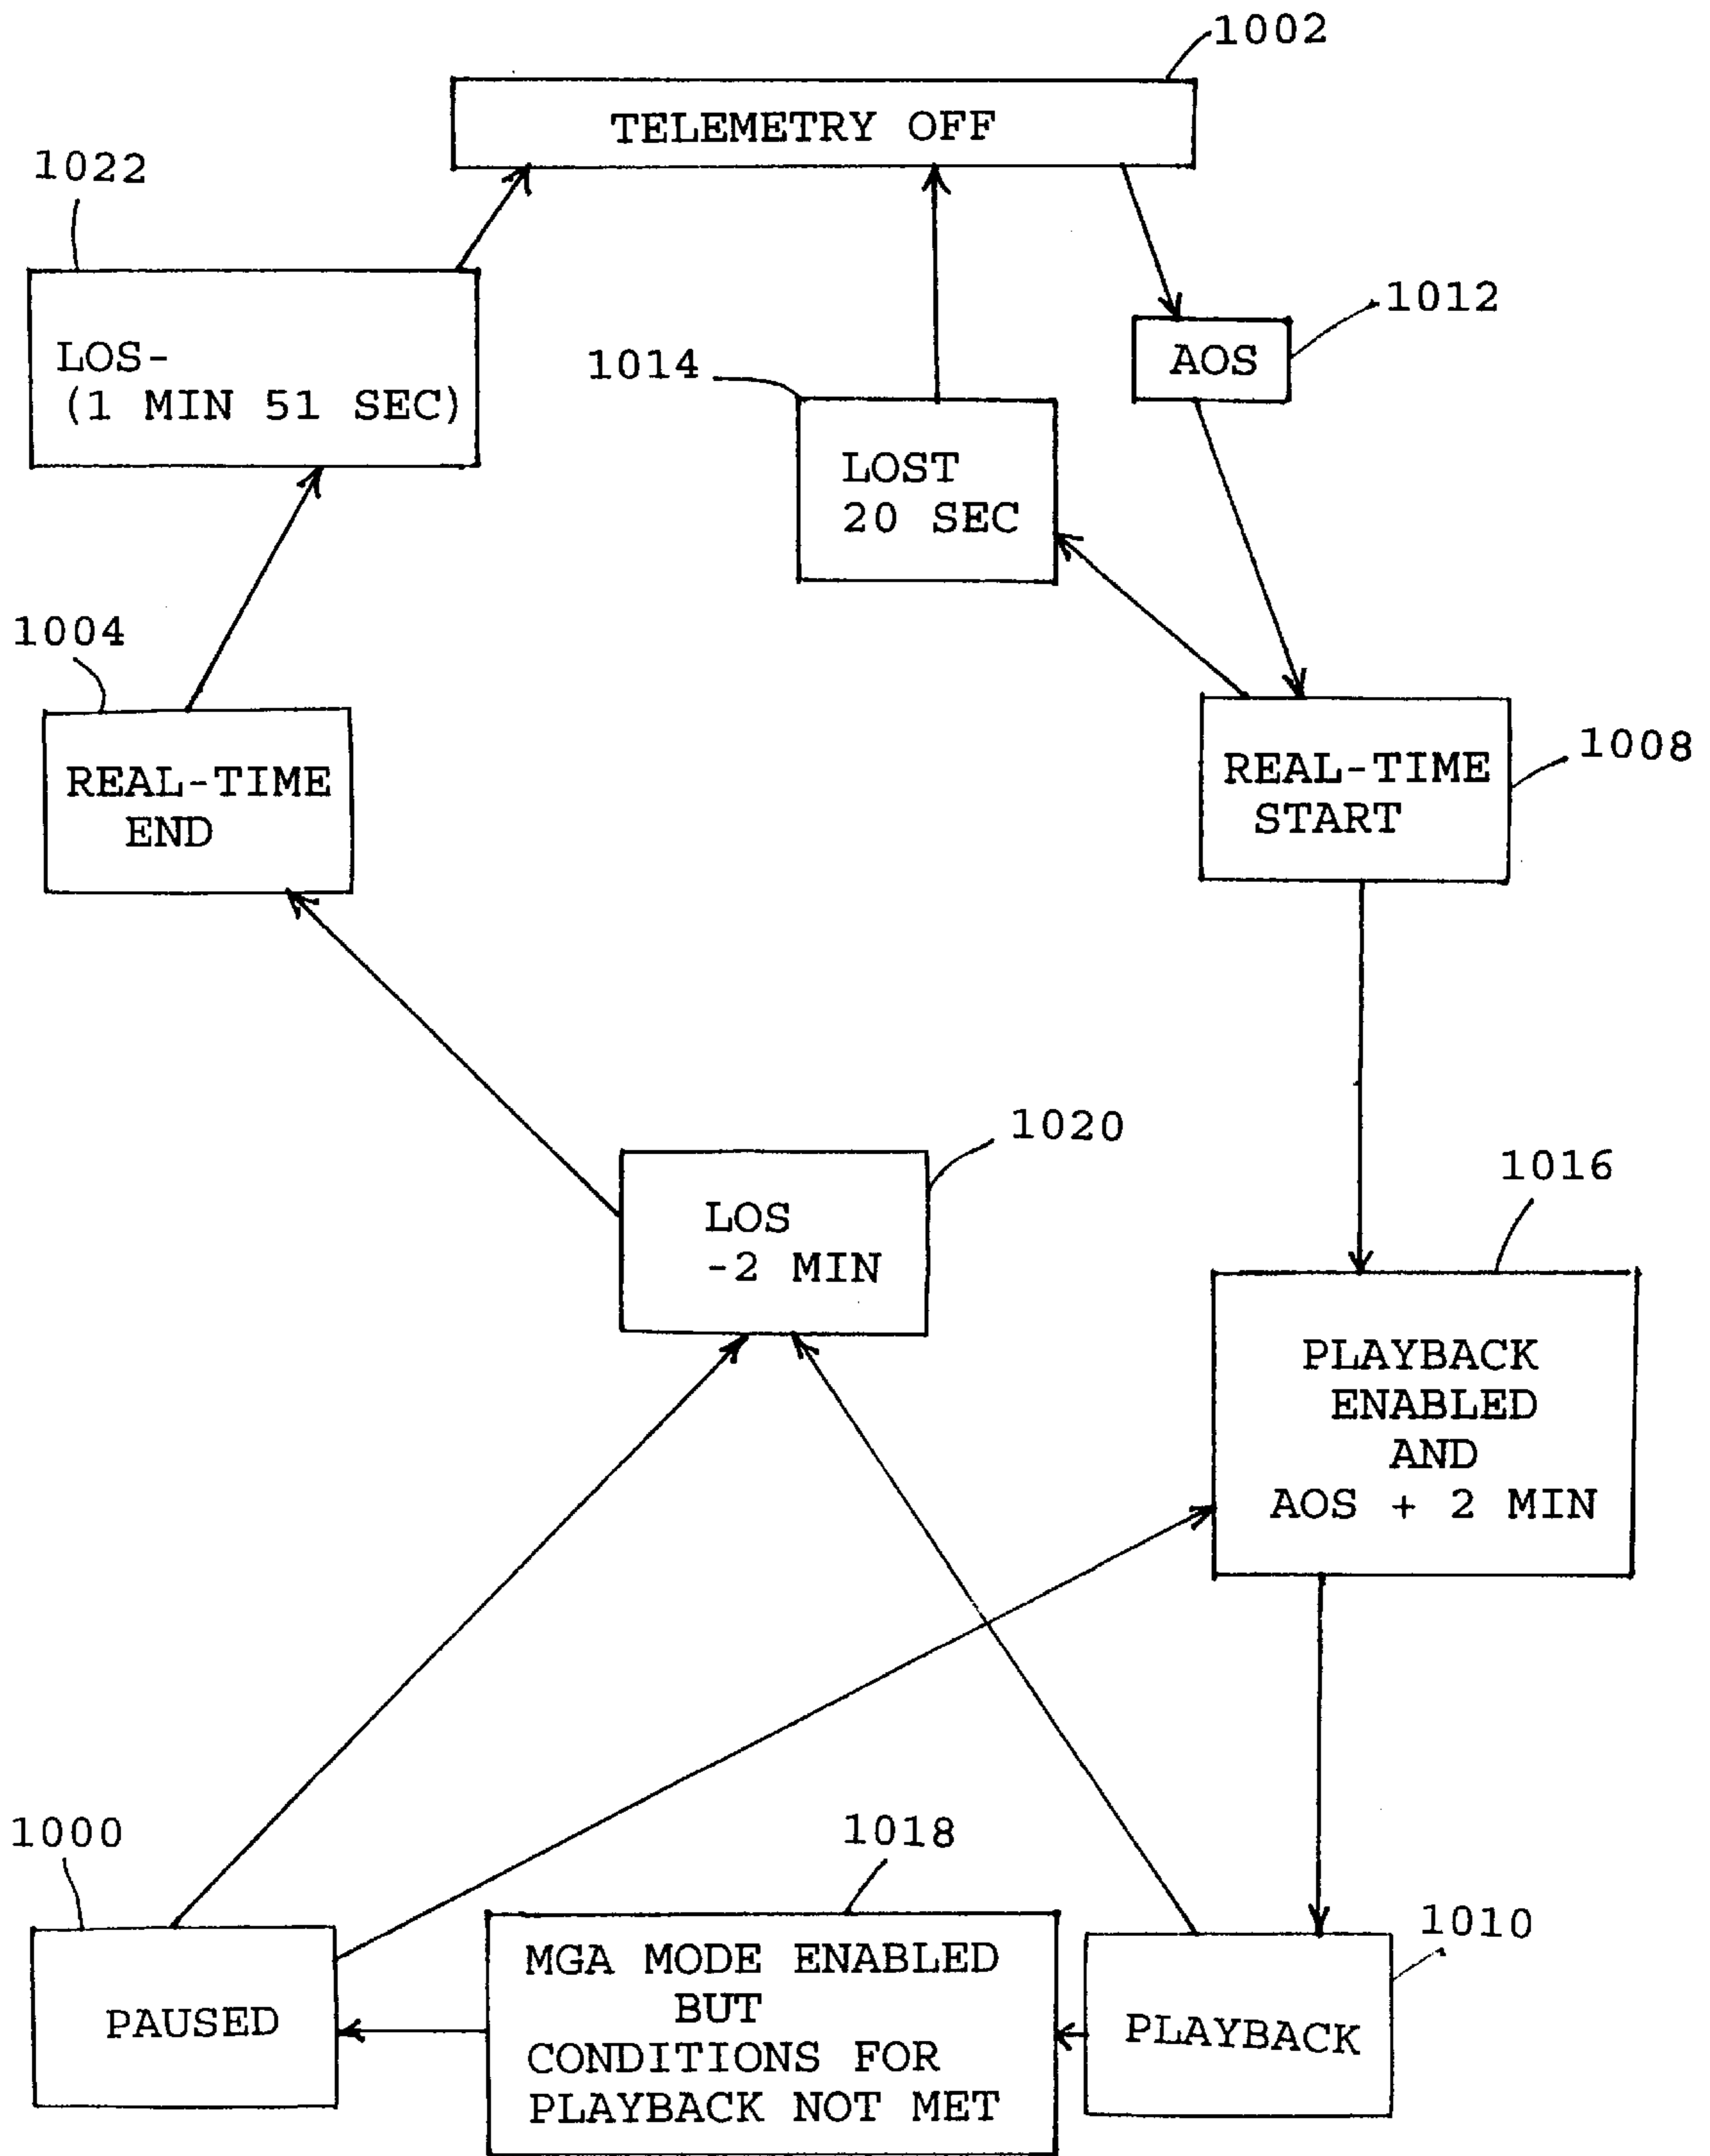 1002
TELEMETRY OFF
1022
1012
AOS
LOS-
(1 MIN 51 SEC)
1014
LOST
20 SEC
1004
REAL-TIME
END
1008
REAL-TIME
START
1020
LOS
-2 MIN
1016
PLAYBACK
ENABLED
AND
AOS + 2 MIN
1000
PAUSED
1018
MGA MODE ENABLED
BUT
CONDITIONS FOR
PLAYBACK NOT MET
1010
PLAYBACK